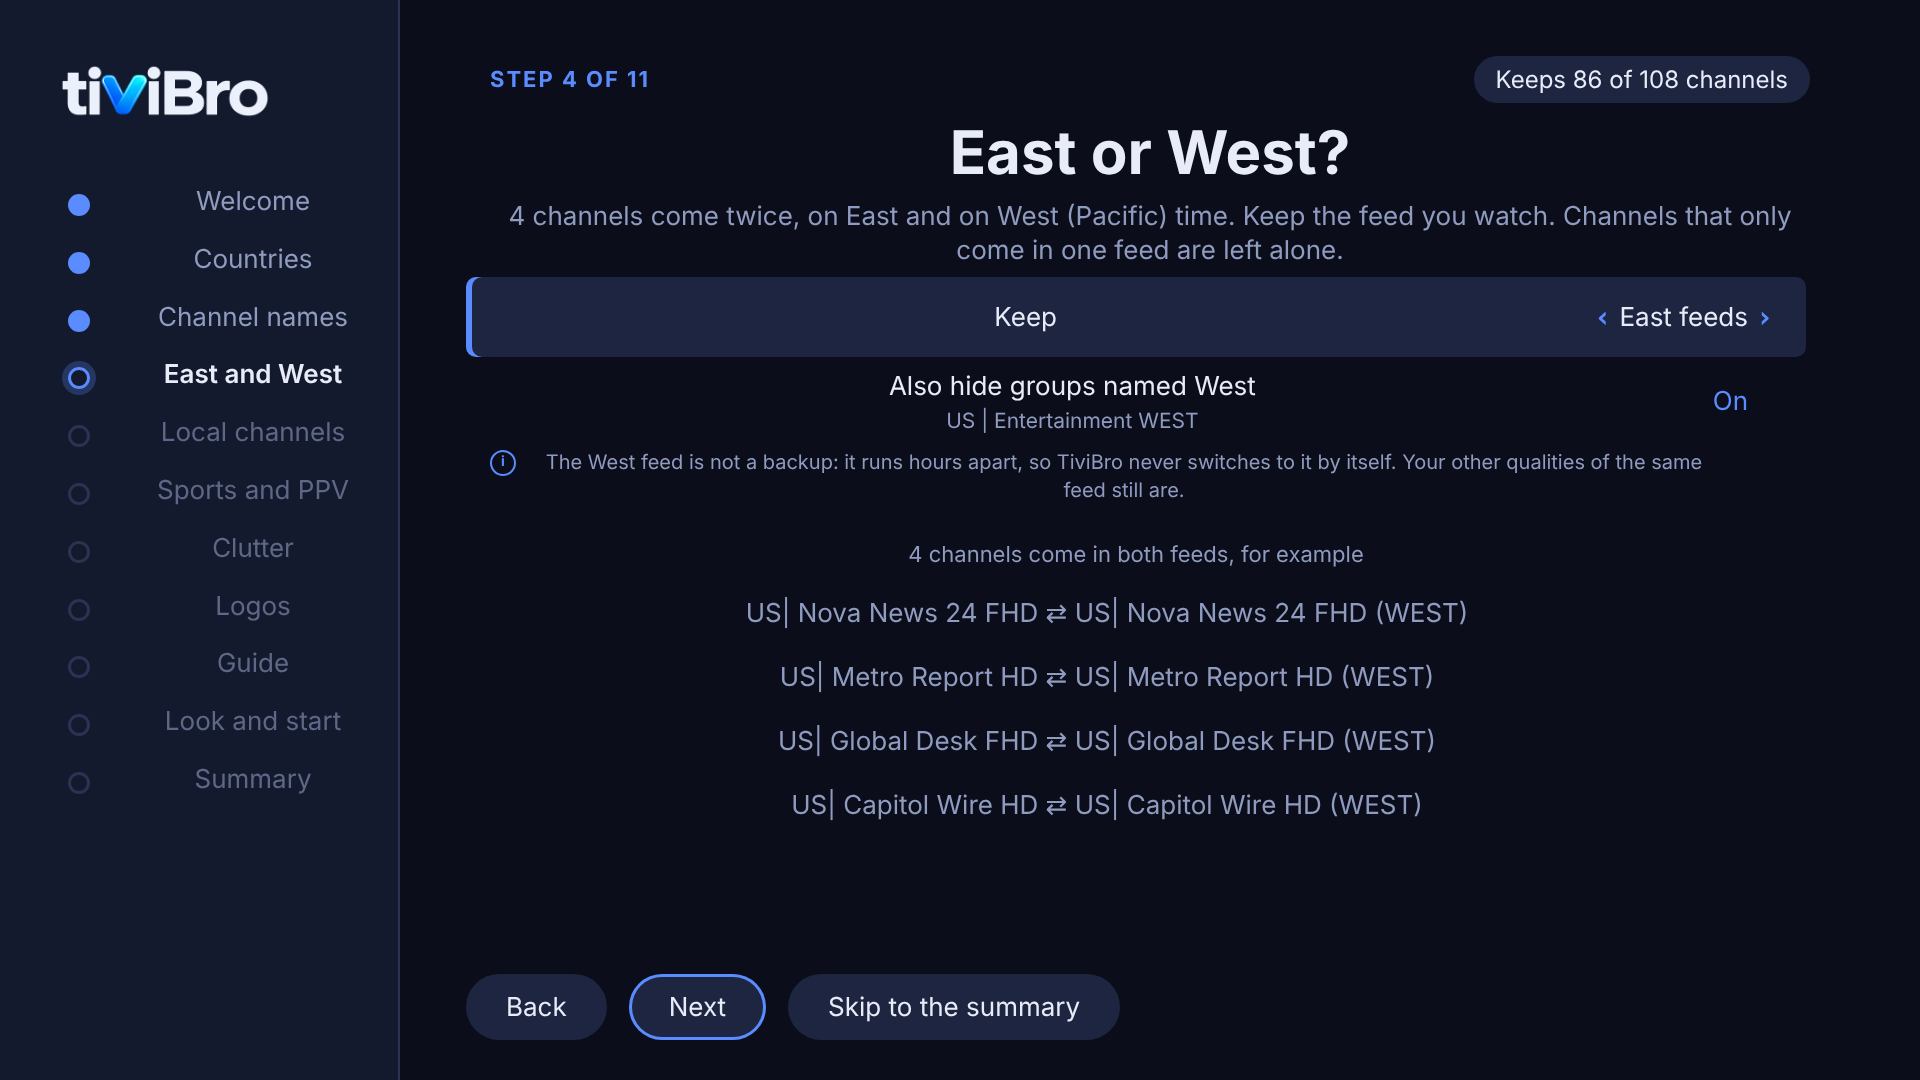 tiviBro
Welcome
Countries
Channel names
East and West
Local channels
Sports and PPV
Clutter
Logos
Guide
Look and start
Summary
STEP 4 OF 11
Keeps 86 of 108 channels
East or West?
4 channels come twice, on East and on West (Pacific) time. Keep the feed you watch. Channels that only
come in one feed are left alone.
Keep
‹ East feeds ›
Also hide groups named West
US | Entertainment WEST
On
The West feed is not a backup: it runs hours apart, so TiviBro never switches to it by itself. Your other qualities of the same
feed still are.
4 channels come in both feeds, for example
US| Nova News 24 FHD ⇄ US| Nova News 24 FHD (WEST)
US| Metro Report HD ⇄ US| Metro Report HD (WEST)
US| Global Desk FHD ⇄ US| Global Desk FHD (WEST)
US| Capitol Wire HD ⇄ US| Capitol Wire HD (WEST)
Back
Next
Skip to the summary